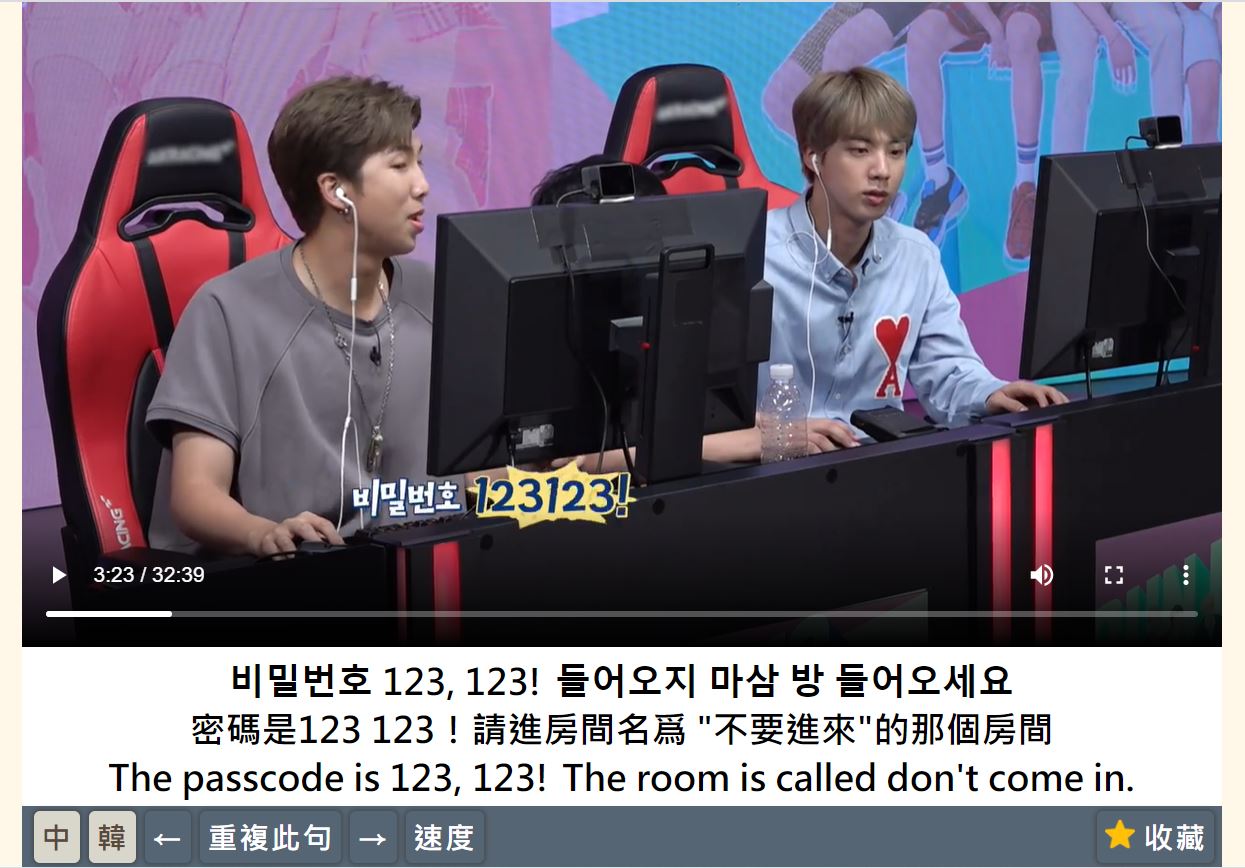 비밀번호 123123!
ACING
A
3:23 / 32:39
비밀번호 123, 123! 들어오지 마삼 방 들어오세요
密碼是123 123！請進房間名爲 "不要進來"的那個房間
The passcode is 123, 123! The room is called don't come in.
中 韓 ← 重複此句 → 速度 收藏